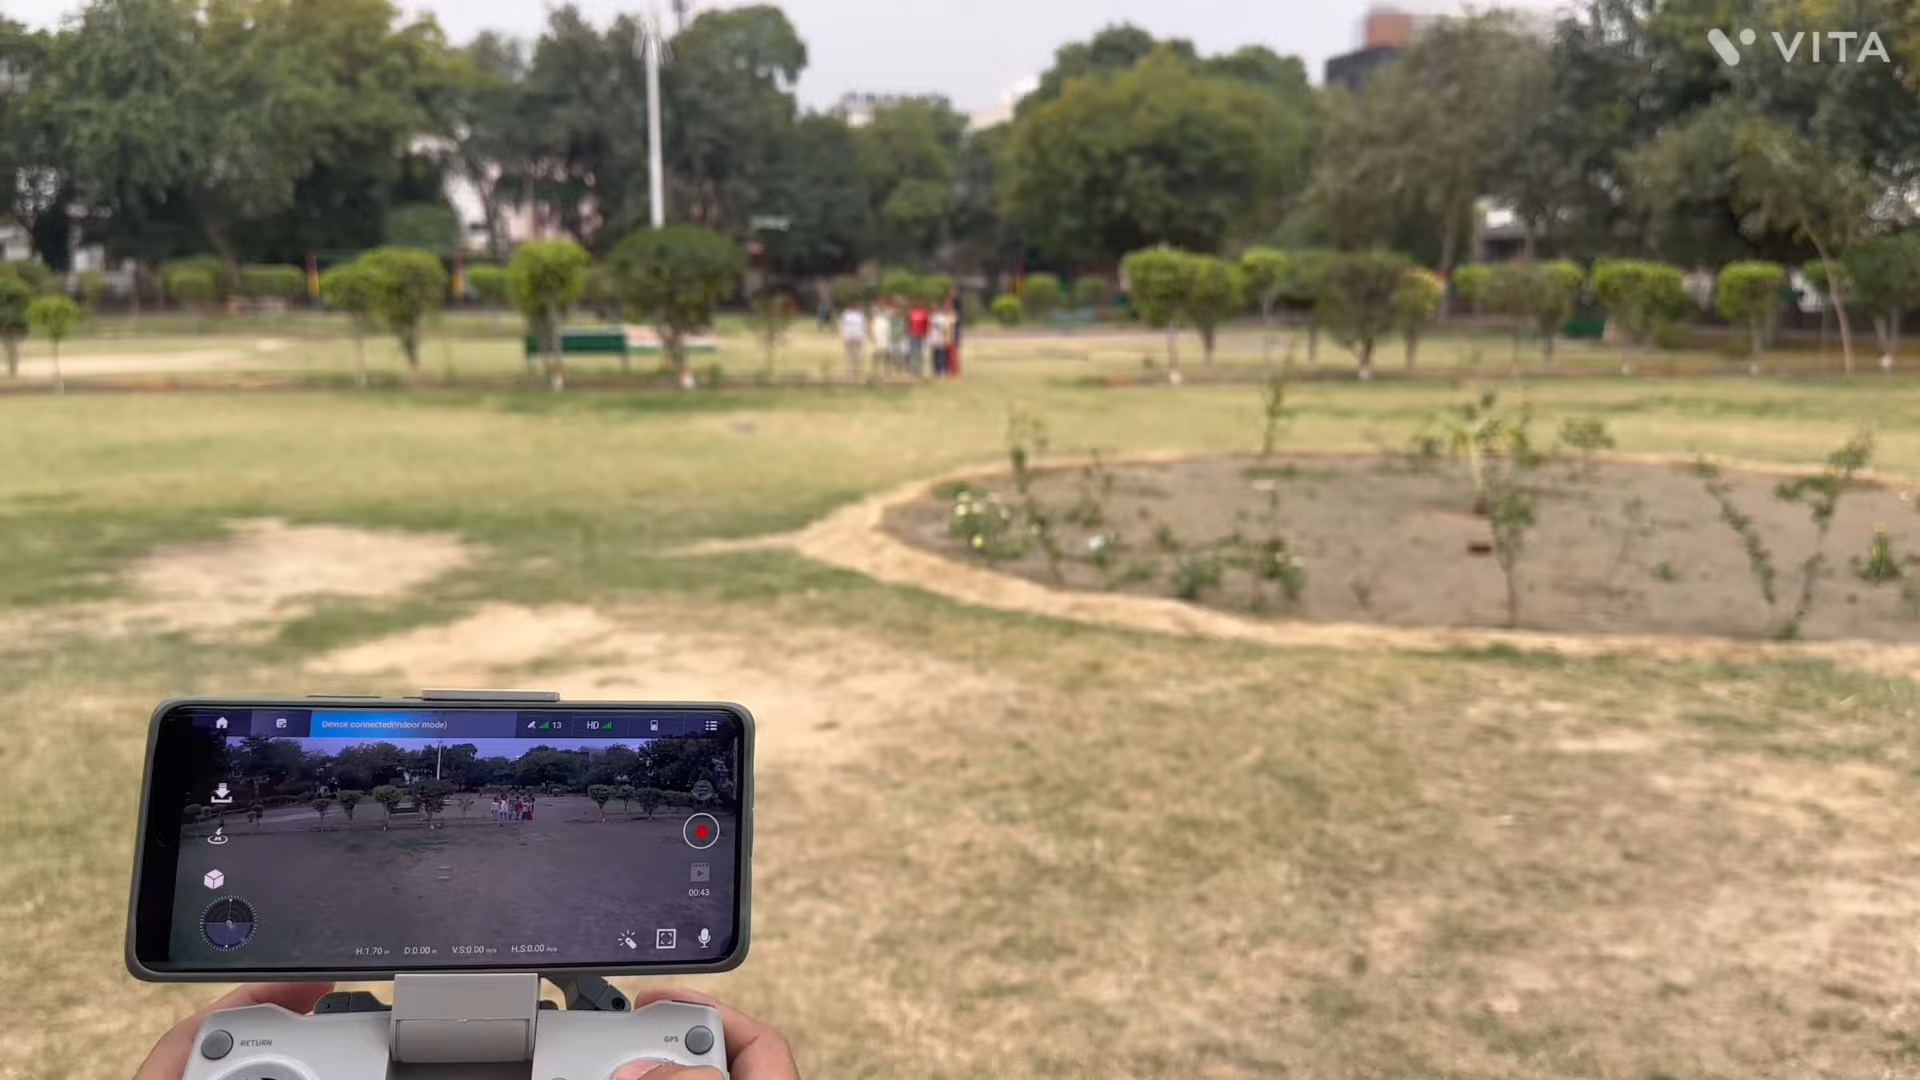 VITA
Device connected(Indoor mode)
13
HD
00:43
H:1.70 m D:0.00 m V.S:0.00 m/s H.S:0.00 m/s
RETURN
GPS